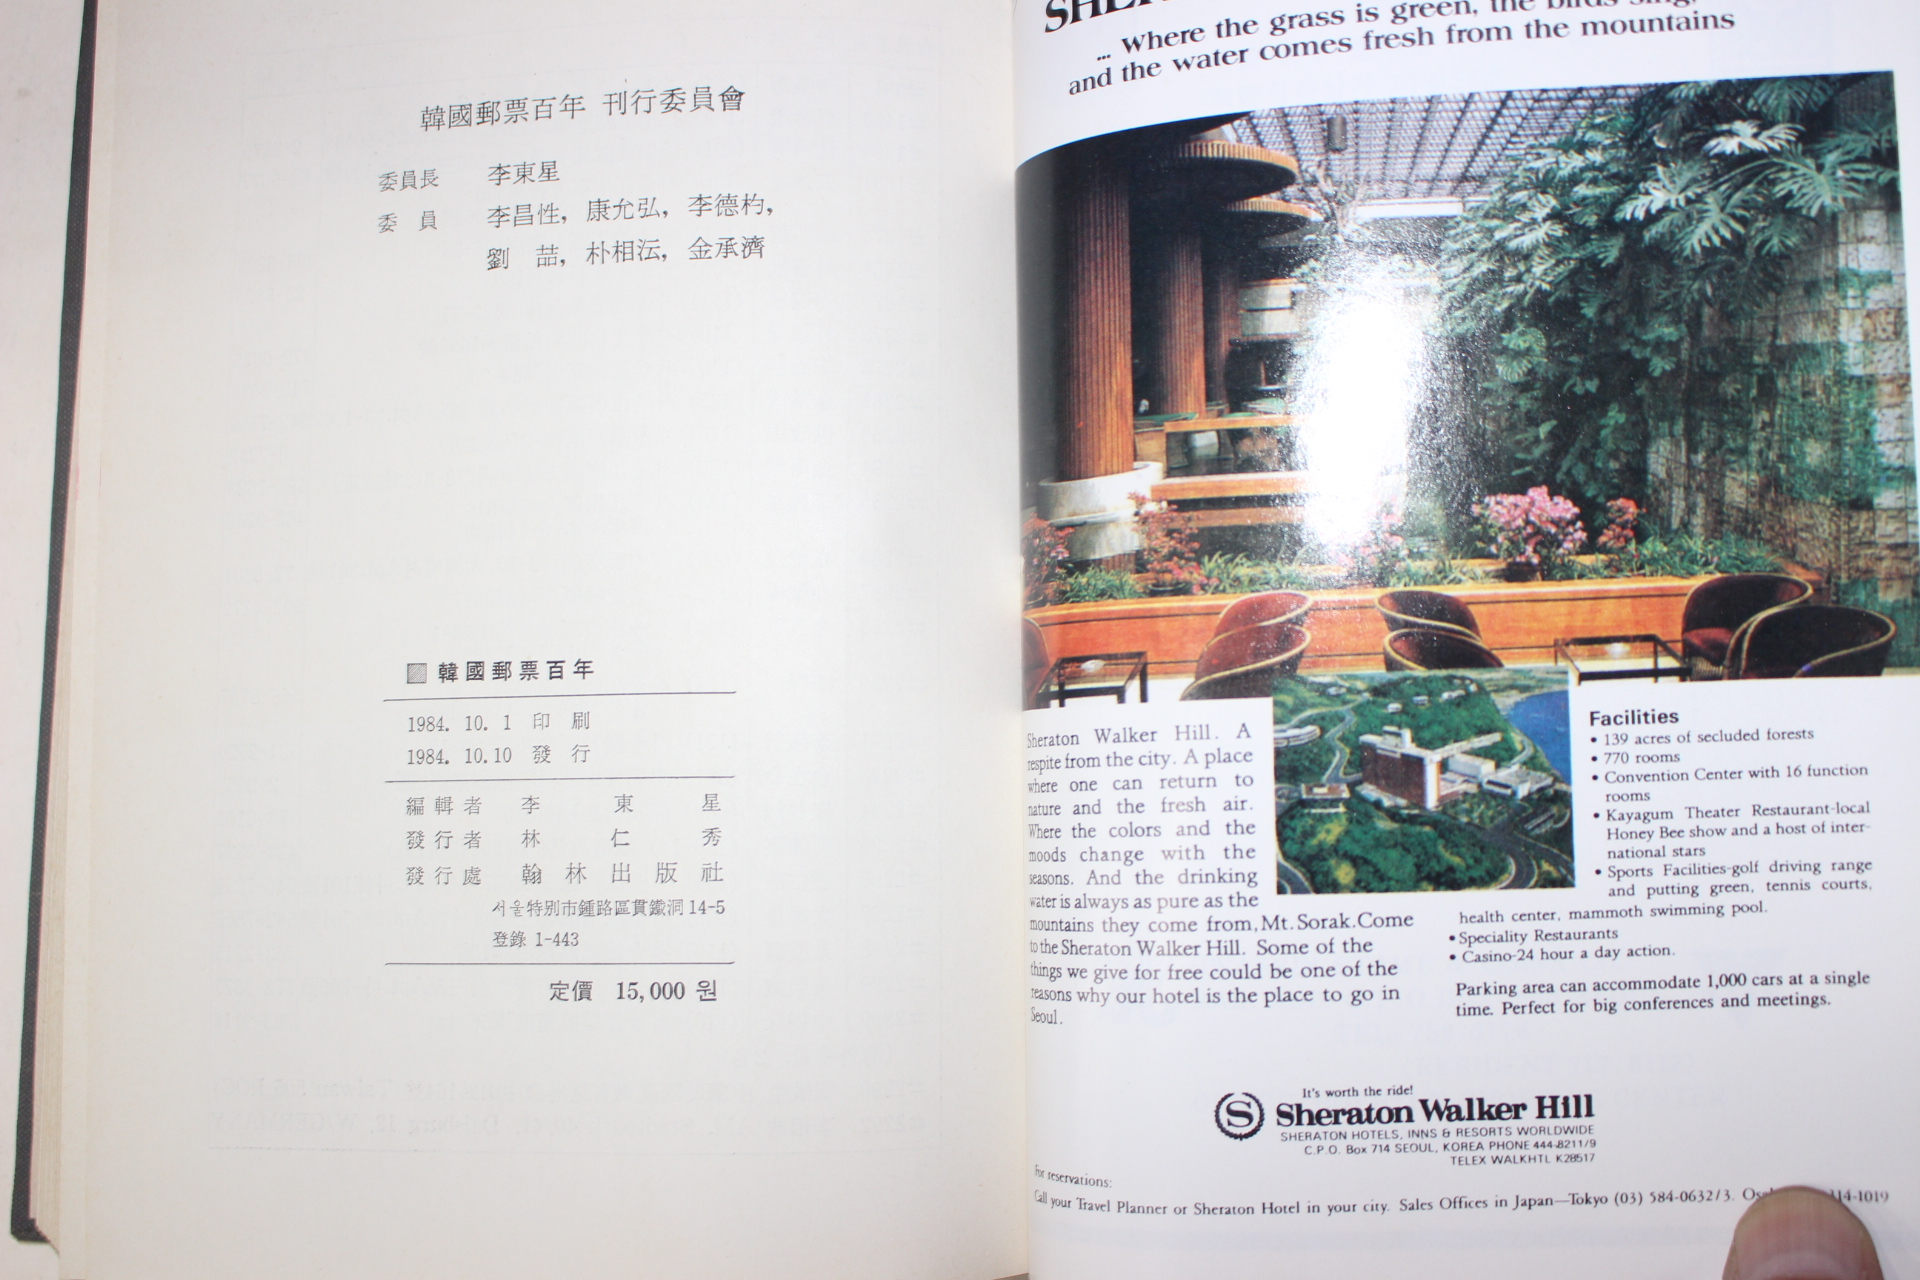 韓國郵票百年 刊行委員會
委員長 李東星
委 員 李昌性, 康允弘, 李德杓,
劉 喆, 朴相沄, 金承濟
韓國郵票百年
1984. 10. 1 印 刷
1984. 10. 10 發 行
編輯者 李 東 星
發行者 林 仁 秀
發行處 翰林出版社
서울特別市鍾路區貫鐵洞 14-5
登錄 1-443
定價 15,000 원
... Where the grass is green, the birds sing,
and the water comes fresh from the mountains
Sheraton Walker Hill. A
respite from the city. A place
where one can return to
nature and the fresh air.
Where the colors and the
moods change with the
seasons. And the drinking
water is always as pure as the
mountains they come from, Mt. Sorak. Come
to the Sheraton Walker Hill. Some of the
things we give for free could be one of the
reasons why our hotel is the place to go in
Seoul.
Facilities
• 139 acres of secluded forests
• 770 rooms
• Convention Center with 16 function
rooms
• Kayagum Theater Restaurant-local
Honey Bee show and a host of inter-
national stars
• Sports Facilities-golf driving range
and putting green, tennis courts,
health center, mammoth swimming pool.
• Speciality Restaurants
• Casino-24 hour a day action.
Parking area can accommodate 1,000 cars at a single
time. Perfect for big conferences and meetings.
It's worth the ride!
S Sheraton Walker Hill
SHERATON HOTELS, INNS & RESORTS WORLDWIDE
C.P.O. Box 714 SEOUL, KOREA PHONE 444-8211/9
TELEX WALKHTL K28517
For reservations:
Call your Travel Planner or Sheraton Hotel in your city. Sales Offices in Japan—Tokyo (03) 584-0632/3.